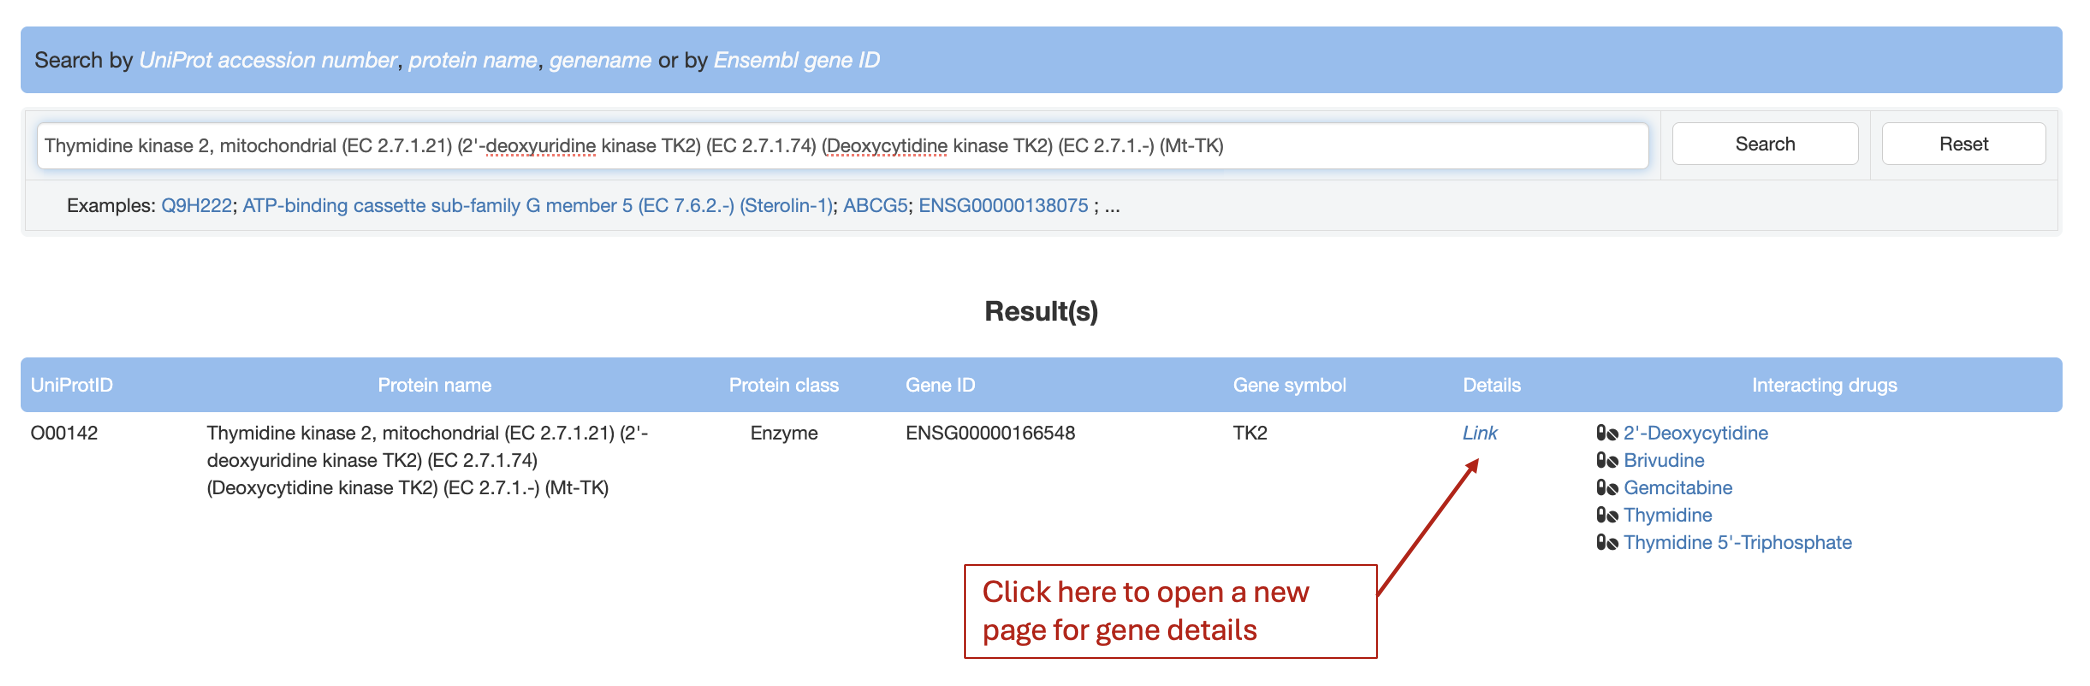 Search by UniProt accession number, protein name, genename or by Ensembl gene ID
Thymidine kinase 2, mitochondrial (EC 2.7.1.21) (2'-deoxyuridine kinase TK2) (EC 2.7.1.74) (Deoxycytidine kinase TK2) (EC 2.7.1.-) (Mt-TK)
Search
Reset
Examples: Q9H222; ATP-binding cassette sub-family G member 5 (EC 7.6.2.-) (Sterolin-1); ABCG5; ENSG00000138075 ; ...
Result(s)
UniProtID Protein name Protein class Gene ID Gene symbol Details Interacting drugs
O00142
Thymidine kinase 2, mitochondrial (EC 2.7.1.21) (2'-
deoxyuridine kinase TK2) (EC 2.7.1.74)
(Deoxycytidine kinase TK2) (EC 2.7.1.-) (Mt-TK)
Enzyme
ENSG00000166548
TK2
Link
2'-Deoxycytidine
Brivudine
Gemcitabine
Thymidine
Thymidine 5'-Triphosphate
Click here to open a new
page for gene details